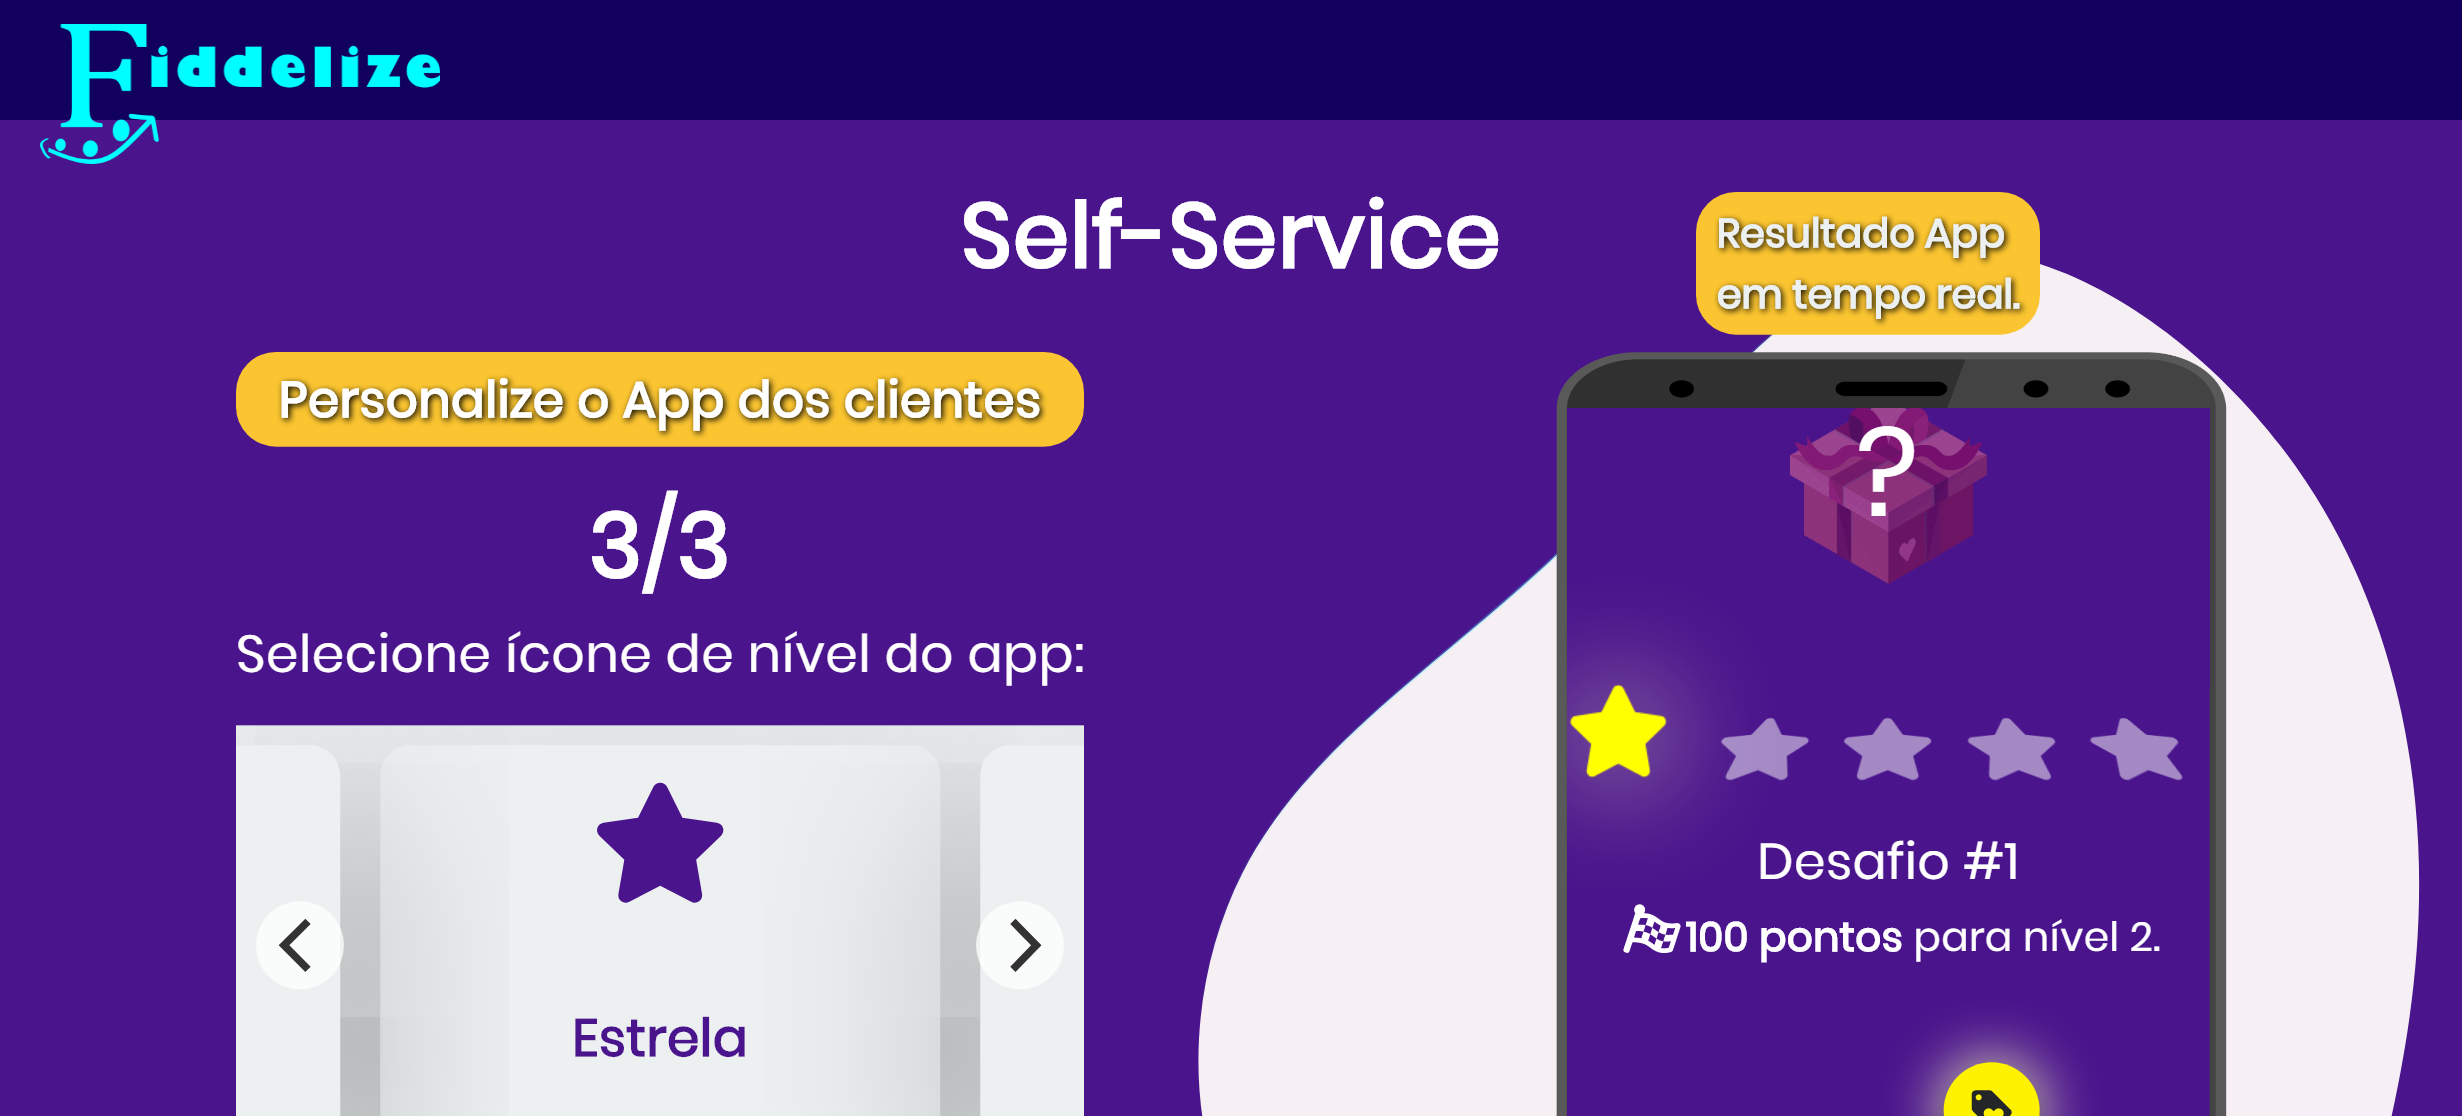 Fiddelize
Self-Service
Resultado App
em tempo real.
Personalize o App dos clientes
3/3
Selecione ícone de nível do app:
Estrela
?
Desafio #1
100 pontos para nível 2.